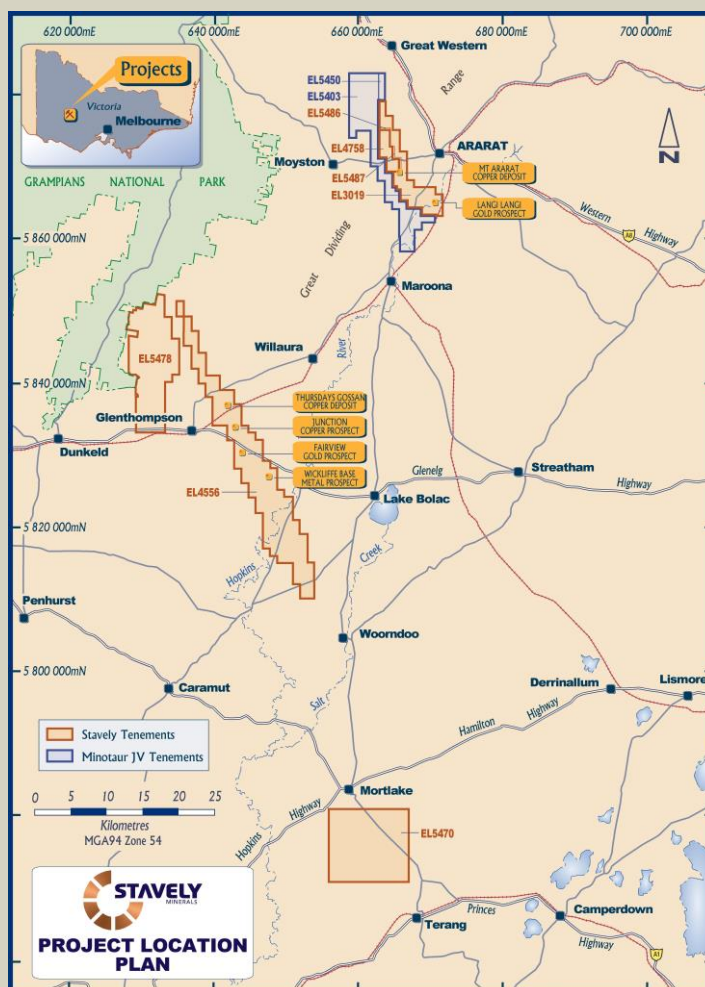 620 000mE
640 000mE
660 000mE
680 000mE
700 000mE
Projects
Victoria
Melbourne
Great Western
Range
EL5450
EL5403
EL5486
EL4758
EL5487
EL3019
Moyston
ARARAT
N
MT ARARAT
COPPER DEPOSIT
LANGI LANGI
GOLD PROSPECT
GRAMPIANS NATIONAL PARK
5 860 000mN
Great Dividing
Western
Highway
A8
Maroona
River
Willaura
EL5478
5 840 000mN
Glenthompson
Dunkeld
THURSDAYS GOSSAN
COPPER DEPOSIT
JUNCTION
COPPER PROSPECT
FAIRVIEW
GOLD PROSPECT
WICKLIFFE BASE
METAL PROSPECT
EL4556
Glenelg
Highway
Streatham
Lake Bolac
5 820 000mN
Hopkins
Creek
Penhurst
Woorndoo
5 800 000mN
Caramut
Salt
Derrinallum
Lismore
Hamilton
Highway
Stavely Tenements
Minotaur JV Tenements
0 5 10 15 20 25
Kilometres
MGA94 Zone 54
Mortlake
Hopkins
Highway
EL5470
STAVELY
MINERALS
PROJECT LOCATION
PLAN
Terang
Princes
Highway
Camperdown
A1